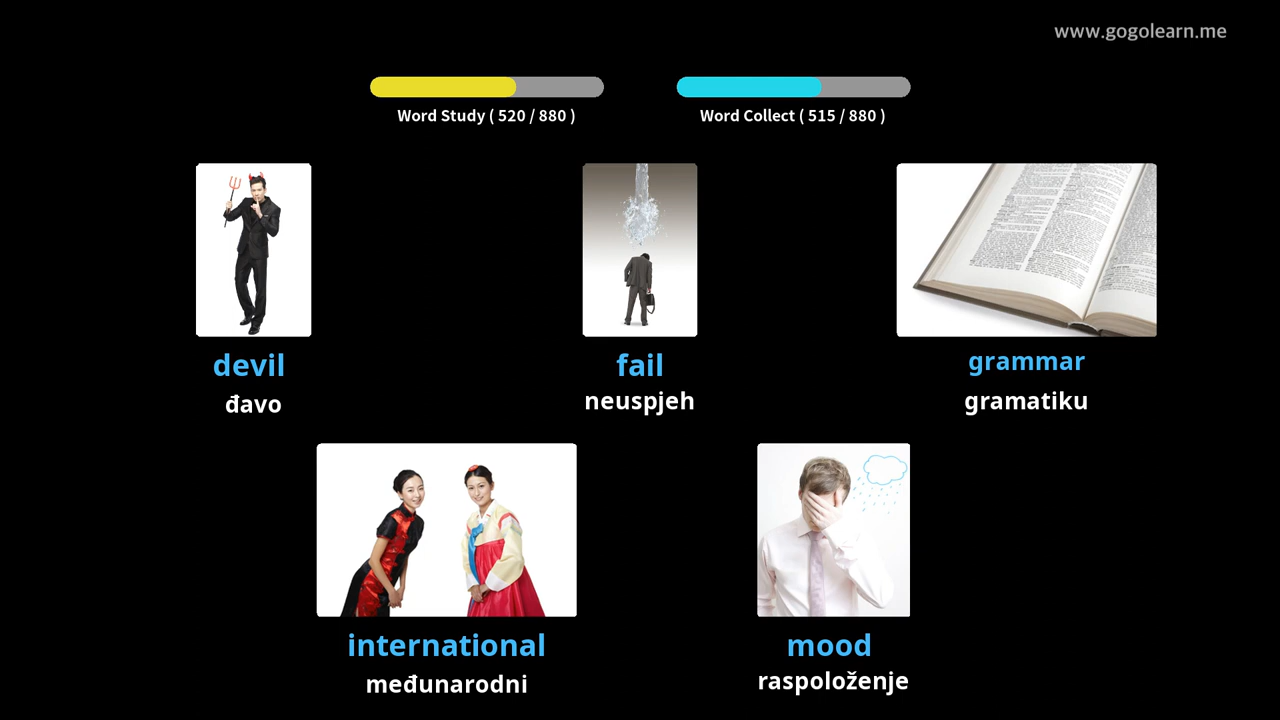 www.gogolearn.me
Word Study ( 520 / 880 )
Word Collect ( 515 / 880 )
devil
fail
grammar
đavo
neuspjeh
gramatiku
international
mood
međunarodni
raspoloženje